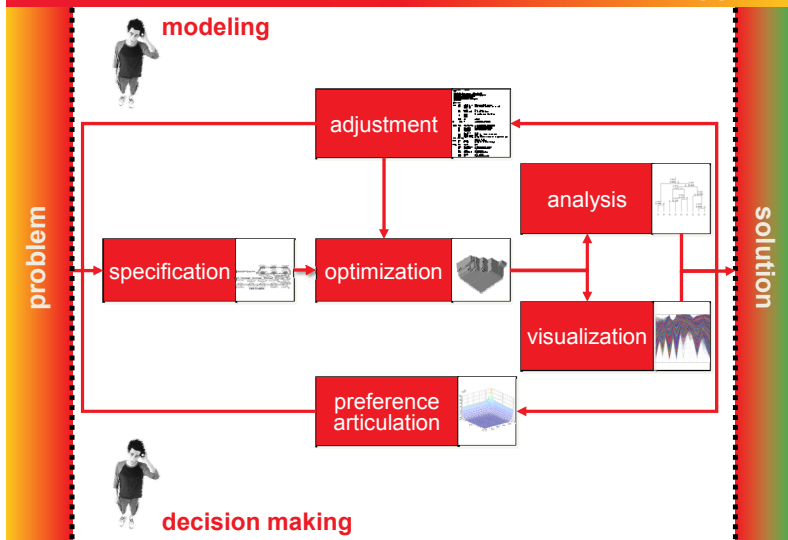 modeling
adjustment
analysis
problem
solution
specification
optimization
visualization
preference
articulation
decision making